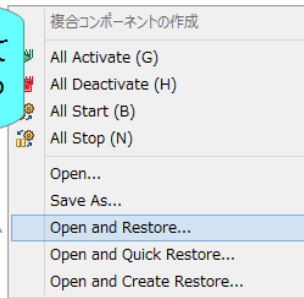 複合コンポーネントの作成
て
All Activate (G)
All Deactivate (H)
All Start (B)
All Stop (N)
Open...
Save As...
Open and Restore...
Open and Quick Restore...
Open and Create Restore...